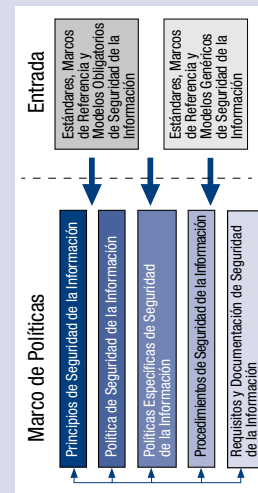 Marco de Políticas
Principios de Seguridad de la Información
Política de Seguridad de la Información
Políticas Específicas de Seguridad
de la Información
Procedimientos de Seguridad de la Información
Requisitos y Documentación de Seguridad
de la Información
Entrada
Estándares, Marcos
de Referencia y
Modelos Obligatorios
de Seguridad de la
Información
Estándares, Marcos
de Referencia y
Modelos Genéricos
de Seguridad de la
Información